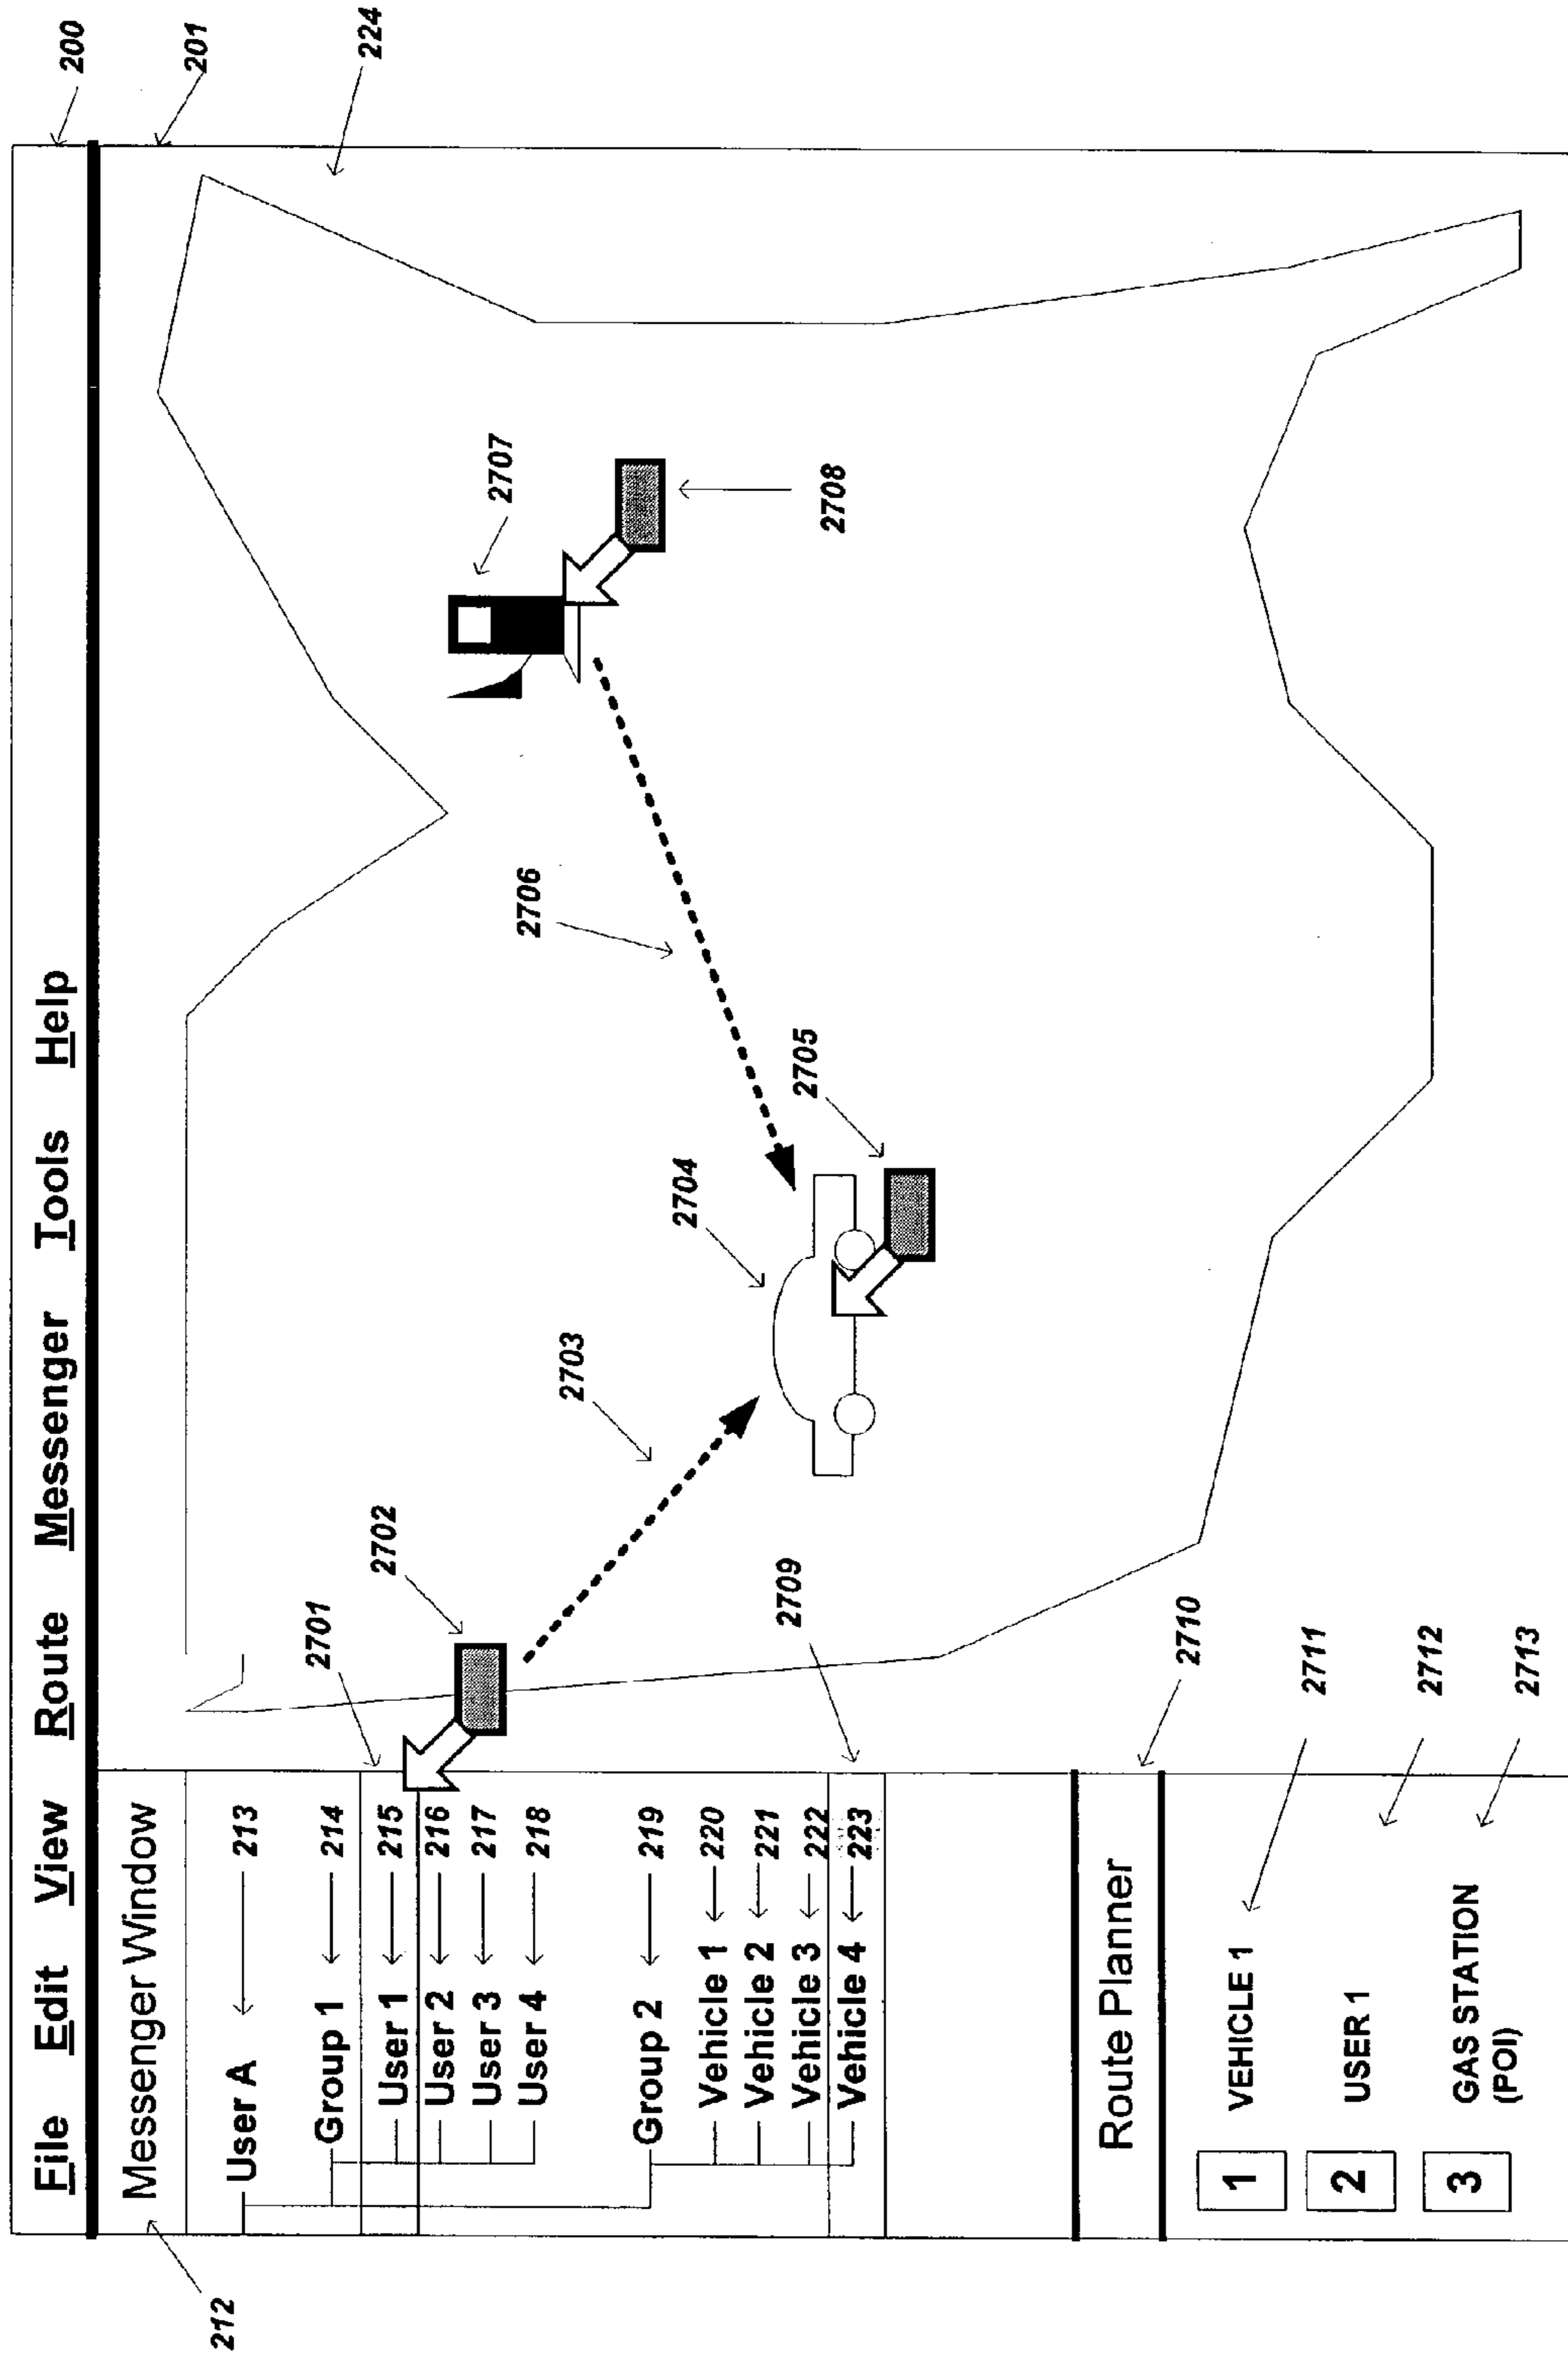 File Edit View Route Messenger Tools Help
200
201
224
212
Messenger Window
User A 213
Group 1 214
User 1 215
User 2 216
User 3 217
User 4 218
Group 2 219
Vehicle 1 220
Vehicle 2 221
Vehicle 3 222
Vehicle 4 223
2701
2702
2703
2704
2705
2706
2707
2708
2709
Route Planner
2710
1 VEHICLE 1
2711
2 USER 1
2712
3 GAS STATION
(POI)
2713